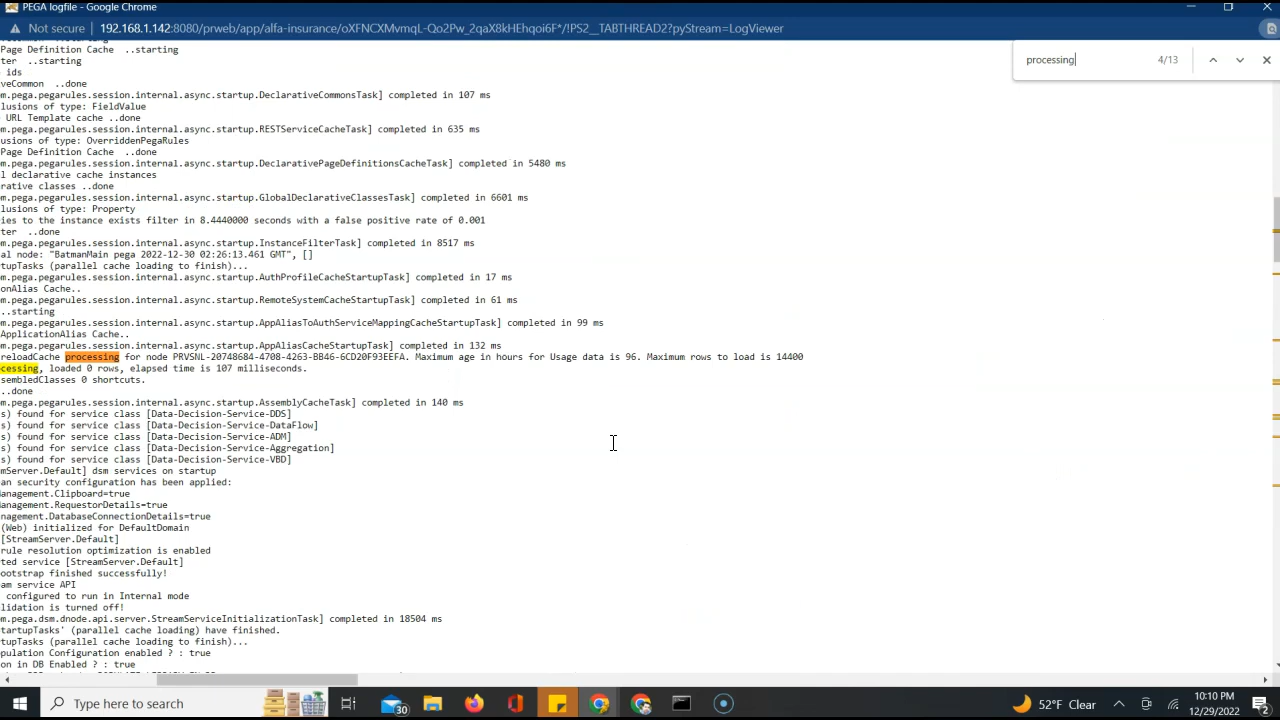 PEGA logfile - Google Chrome
Not secure | 192.168.1.142:8080/prweb/app/alfa-insurance/oXFNCXMvmqL-Qo2Pw_2qaX8kHEhqoi6F*/!PS2__TABTHREAD2?pyStream=LogViewer
processing 4/13
Page Definition Cache ..starting
ter ..starting
ids
veCommon ..done
m.pega.pegarules.session.internal.async.startup.DeclarativeCommonsTask] completed in 107 ms
lusions of type: FieldValue
URL Template cache ..done
m.pega.pegarules.session.internal.async.startup.RESTServiceCacheTask] completed in 635 ms
usions of type: OverriddenPegaRules
Page Definition Cache ..done
m.pega.pegarules.session.internal.async.startup.DeclarativePageDefinitionsCacheTask] completed in 5480 ms
l declarative cache instances
rative classes ..done
m.pega.pegarules.session.internal.async.startup.GlobalDeclarativeClassesTask] completed in 6601 ms
lusions of type: Property
ies to the instance exists filter in 8.4440000 seconds with a false positive rate of 0.001
ter ..done
m.pega.pegarules.session.internal.async.startup.InstanceFilterTask] completed in 8517 ms
al node: "BatmanMain pega 2022-12-30 02:26:13.461 GMT", []
tupTasks (parallel cache loading to finish)...
m.pega.pegarules.session.internal.async.startup.AuthProfileCacheStartupTask] completed in 17 ms
onAlias Cache..
m.pega.pegarules.session.internal.async.startup.RemoteSystemCacheStartupTask] completed in 61 ms
..starting
m.pega.pegarules.session.internal.async.startup.AppAliasToAuthServiceMappingCacheStartupTask] completed in 99 ms
ApplicationAlias Cache..
m.pega.pegarules.session.internal.async.startup.AppAliasCacheStartupTask] completed in 132 ms
reloadCache processing for node PRVSNL-20748684-4708-4263-BB46-6CD20F93EEFA. Maximum age in hours for Usage data is 96. Maximum rows to load is 14400
cessing, loaded 0 rows, elapsed time is 107 milliseconds.
sembledClasses 0 shortcuts.
..done
m.pega.pegarules.session.internal.async.startup.AssemblyCacheTask] completed in 140 ms
s) found for service class [Data-Decision-Service-DDS]
s) found for service class [Data-Decision-Service-DataFlow]
s) found for service class [Data-Decision-Service-ADM]
s) found for service class [Data-Decision-Service-Aggregation]
s) found for service class [Data-Decision-Service-VBD]
mServer.Default] dsm services on startup
an security configuration has been applied:
anagement.Clipboard=true
anagement.RequestorDetails=true
nagement.DatabaseConnectionDetails=true
(Web) initialized for DefaultDomain
[StreamServer.Default]
rule resolution optimization is enabled
ted service [StreamServer.Default]
ootstrap finished successfully!
am service API
configured to run in Internal mode
lidation is turned off!
m.pega.dsm.dnode.api.server.StreamServiceInitializationTask] completed in 18504 ms
tartupTasks' (parallel cache loading) have finished.
tupTasks (parallel cache loading to finish)...
pulation Configuration enabled ? : true
on in DB Enabled ? : true
Type here to search
30
52°F Clear
10:10 PM
12/29/2022
2